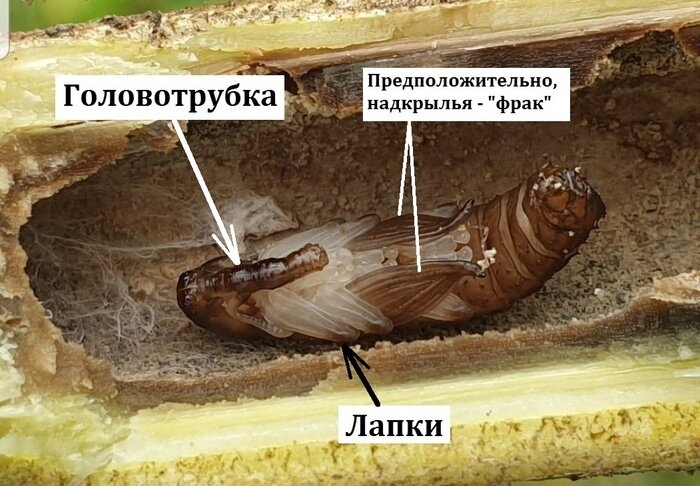 Головотрубка
Предположительно,
надкрылья - "фрак"
Лапки